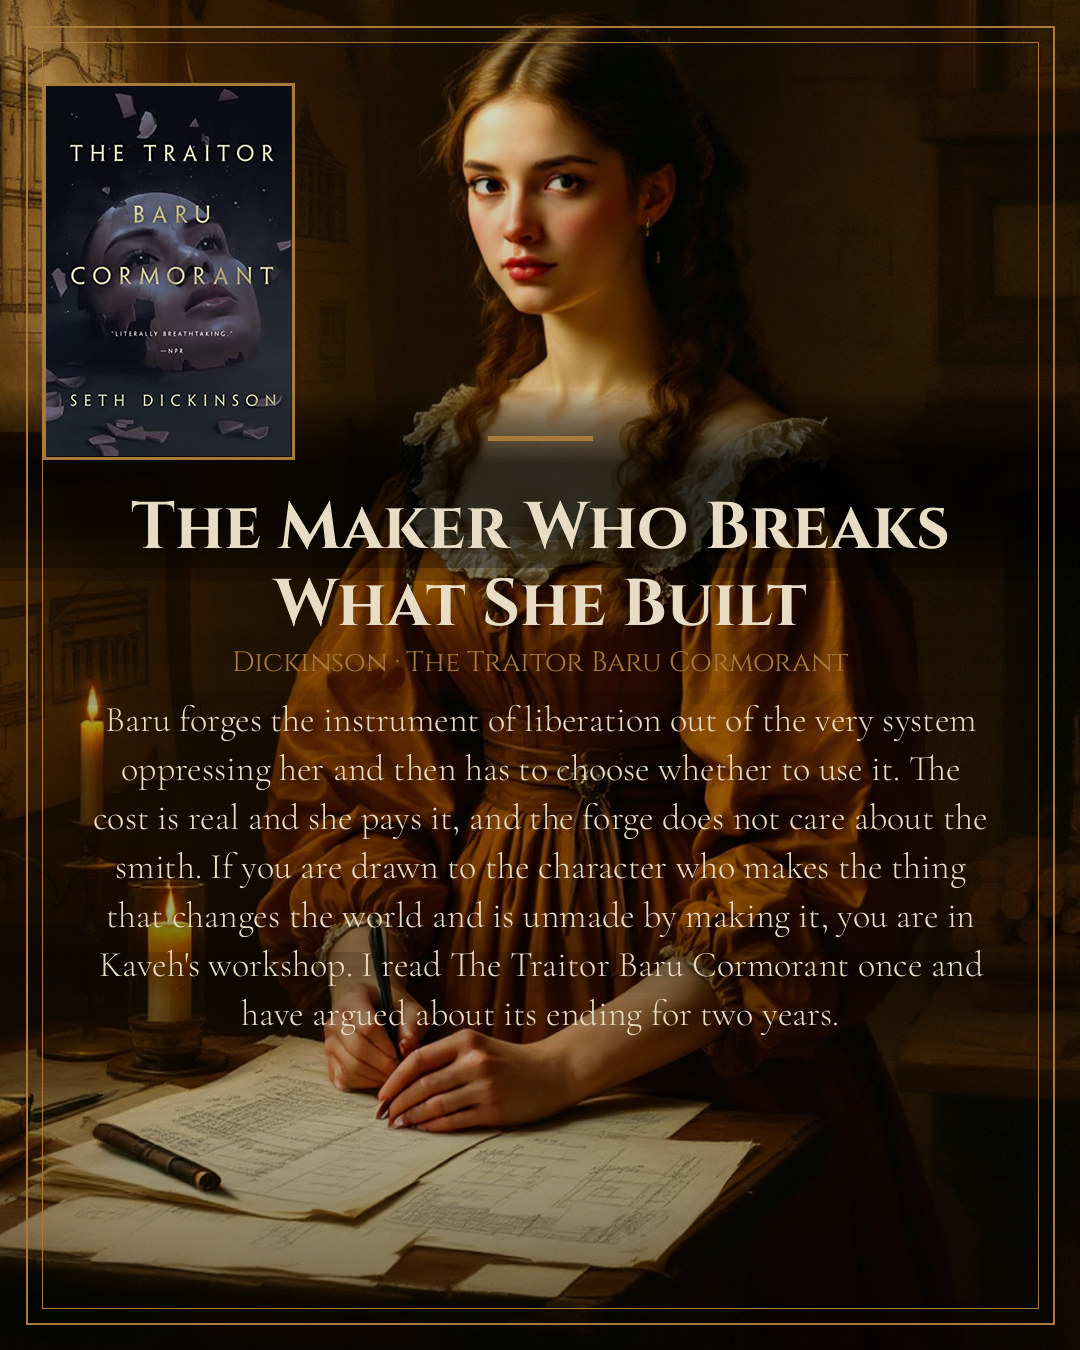 THE TRAITOR
BARU
CORMORANT
"LITERALLY BREATHTAKING."
—NPR
SETH DICKINSON
The Maker Who Breaks
What She Built
Dickinson · The Traitor Baru Cormorant
Baru forges the instrument of liberation out of the very system
oppressing her and then has to choose whether to use it. The
cost is real and she pays it, and the forge does not care about the
smith. If you are drawn to the character who makes the thing
that changes the world and is unmade by making it, you are in
Kaveh's workshop. I read The Traitor Baru Cormorant once and
have argued about its ending for two years.